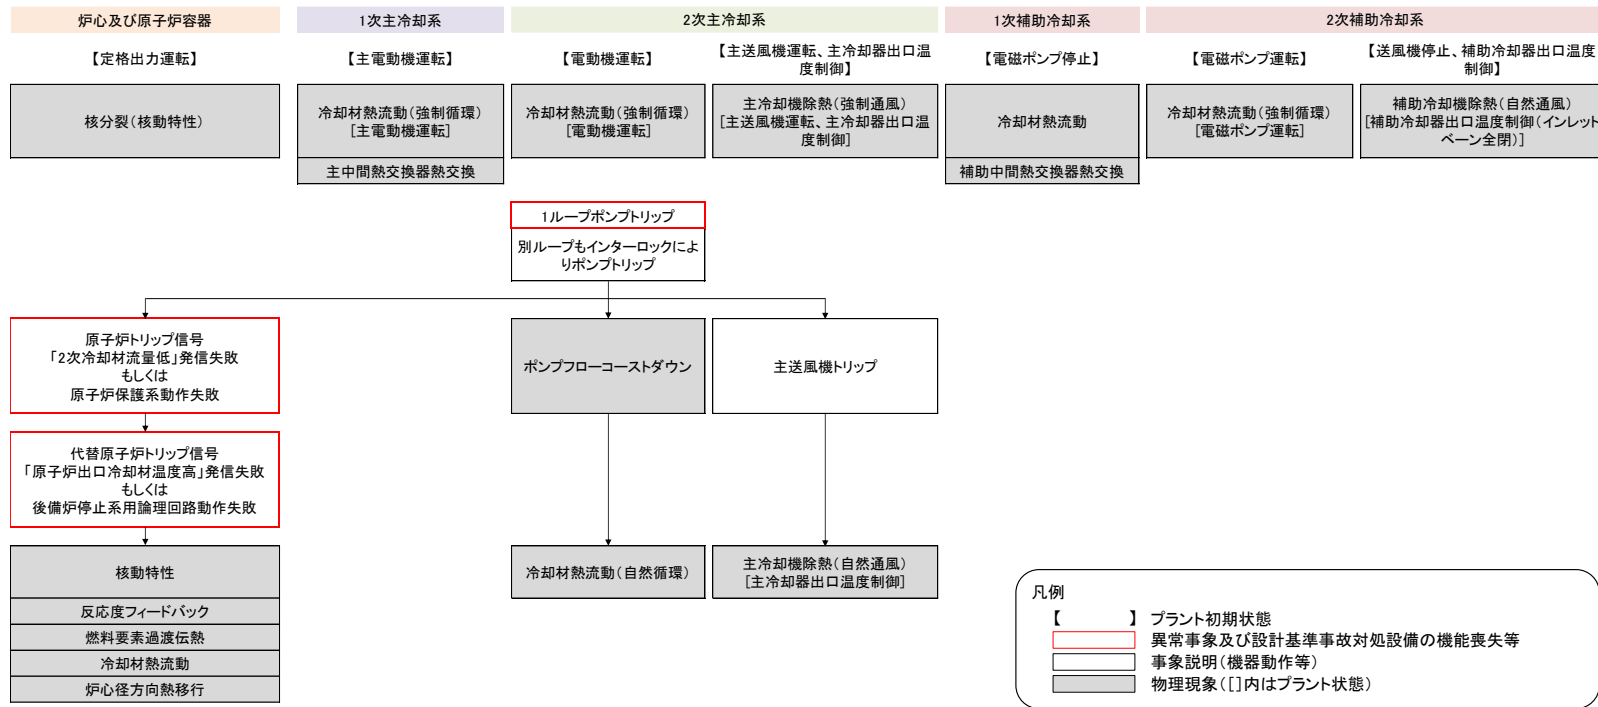 炉心及び原子炉容器
1次主冷却系
2次主冷却系
1次補助冷却系
2次補助冷却系
【定格出力運転】
【主電動機運転】
【電動機運転】
【主送風機運転、主冷却器出口温
度制御】
【電磁ポンプ停止】
【電磁ポンプ運転】
【送風機停止、補助冷却器出口温度
制御】
核分裂(核動特性)
冷却材熱流動(強制循環)
[主電動機運転]
冷却材熱流動(強制循環)
[電動機運転]
主冷却機除熱(強制通風)
[主送風機運転、主冷却器出口温
度制御]
冷却材熱流動
冷却材熱流動(強制循環)
[電磁ポンプ運転]
補助冷却機除熱(自然通風)
[補助冷却器出口温度制御(インレット
ベーン全閉)]
主中間熱交換器熱交換
補助中間熱交換器熱交換
1ループポンプトリップ
別ループもインターロックによ
りポンプトリップ
原子炉トリップ信号
「2次冷却材流量低」発信失敗
もしくは
原子炉保護系動作失敗
ポンプフローコーストダウン
主送風機トリップ
代替原子炉トリップ信号
「原子炉出口冷却材温度高」発信失敗
もしくは
後備炉停止系用論理回路動作失敗
核動特性
冷却材熱流動(自然循環)
主冷却機除熱(自然通風)
[主冷却器出口温度制御]
反応度フィードバック
燃料要素過渡伝熱
冷却材熱流動
炉心径方向熱移行
凡例
【 】 プラント初期状態
異常事象及び設計基準事故対処設備の機能喪失等
事象説明(機器動作等)
物理現象([]内はプラント状態)